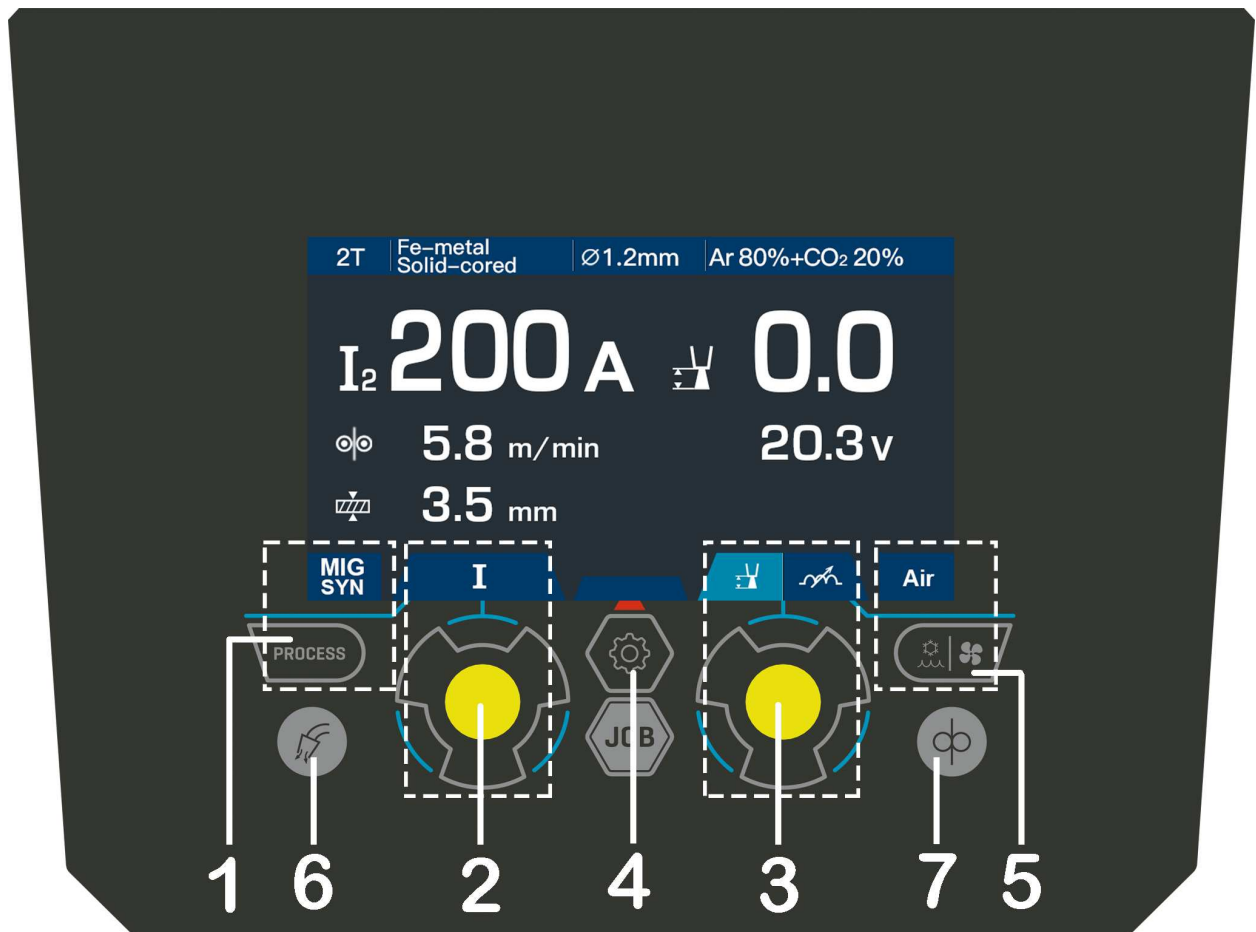 2T
Fe-metal
Solid-cored
Ø1.2mm
Ar 80%+CO₂ 20%
I₂ 200 A
0.0
5.8 m/min
20.3 v
3.5 mm
MIG
SYN
I
Air
PROCESS
JOB
1
6
2
4
3
7
5